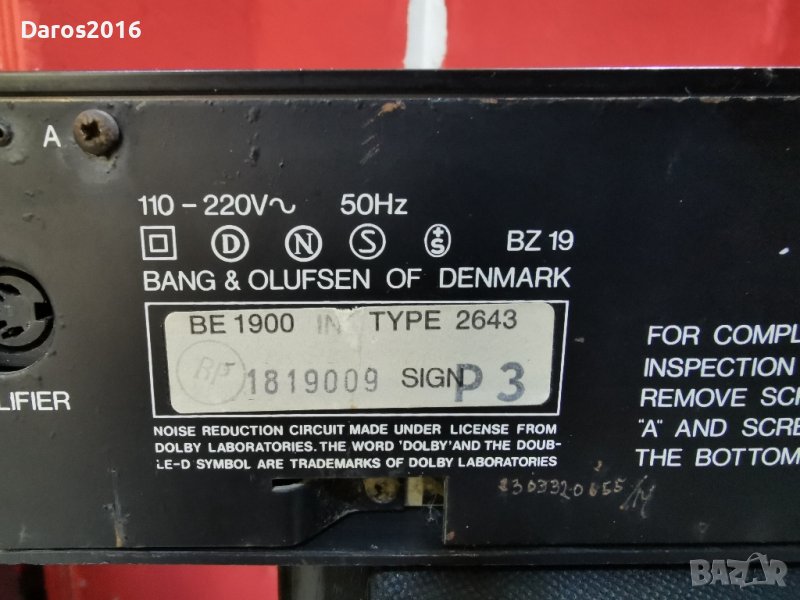 Daros2016
A
110 - 220V~ 50Hz
D N S +S BZ 19
BANG & OLUFSEN OF DENMARK
BE 1900 IN TYPE 2643
BP 1819009 SIGN P 3
LIFIER
NOISE REDUCTION CIRCUIT MADE UNDER LICENSE FROM
DOLBY LABORATORIES. THE WORD 'DOLBY' AND THE DOUB-
LE-D SYMBOL ARE TRADEMARKS OF DOLBY LABORATORIES
FOR COMPL
INSPECTION
REMOVE SCR
"A" AND SCRE
THE BOTTOM
BAZAR